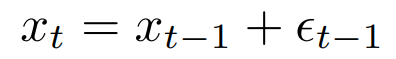 x_t = x_{t-1} + ϵ_{t-1}